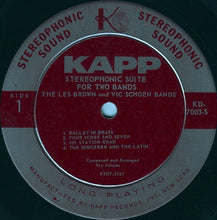 STEREOPHONIC SOUND
K
STEREOPHONIC SOUND
KAPP
STEREOPHONIC SUITE
FOR TWO BANDS
THE LES BROWN and VIC SCHOEN BANDS
SIDE
1
KD-
7003-S
1. BALLET IN BRASS
2. FOUR SCORE AND SEVEN
3. 110 STATION ROAD
4. THE SORCERER AND THE LATIN
Composed and Arranged
Vic Schoen
LONG PLAYING
MANUFACTURED BY KAPP RECORDS INC. NEW